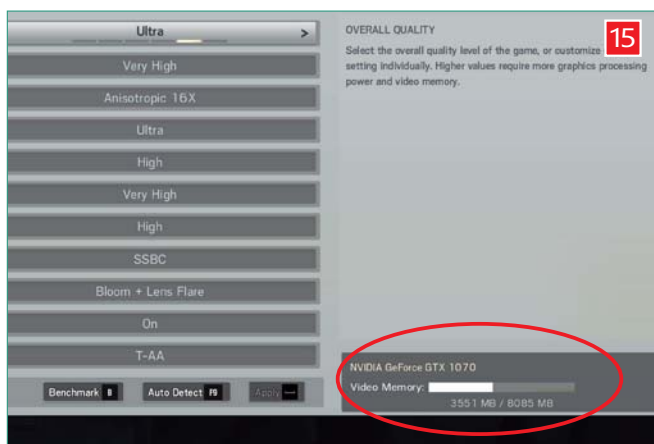 Ultra >
Very High
Anisotropic 16X
Ultra
High
Very High
High
SSBC
Bloom + Lens Flare
On
T-AA
Benchmark
Auto Detect F9
Apply
OVERALL QUALITY
15
Select the overall quality level of the game, or customize
setting individually. Higher values require more graphics processing
power and video memory.
NVIDIA GeForce GTX 1070
Video Memory:
3551 MB / 8085 MB